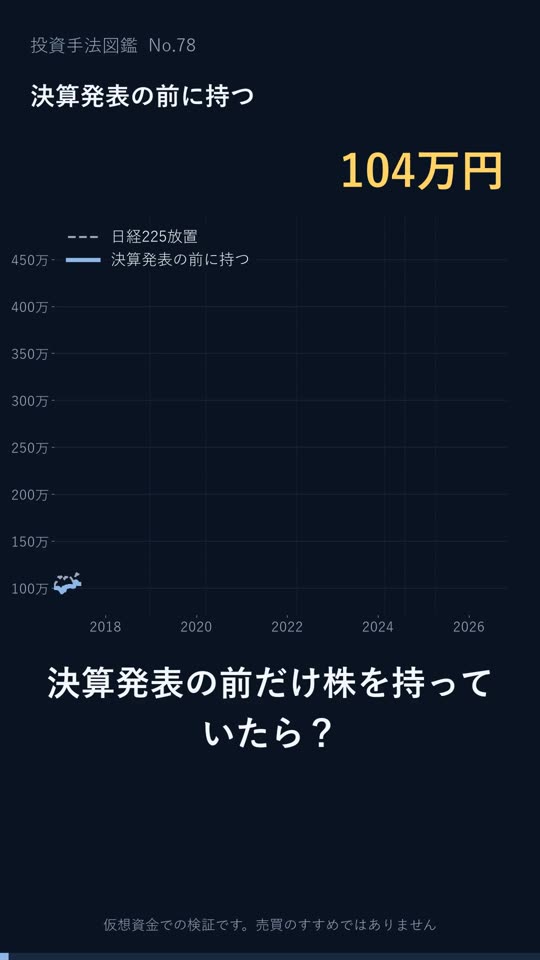 投資手法図鑑 No.78
決算発表の前に持つ
104万円
日経225放置
決算発表の前に持つ
450万
400万
350万
300万
250万
200万
150万
100万
2018 2020 2022 2024 2026
決算発表の前だけ株を持って
いたら？
仮想資金での検証です。売買のすすめではありません